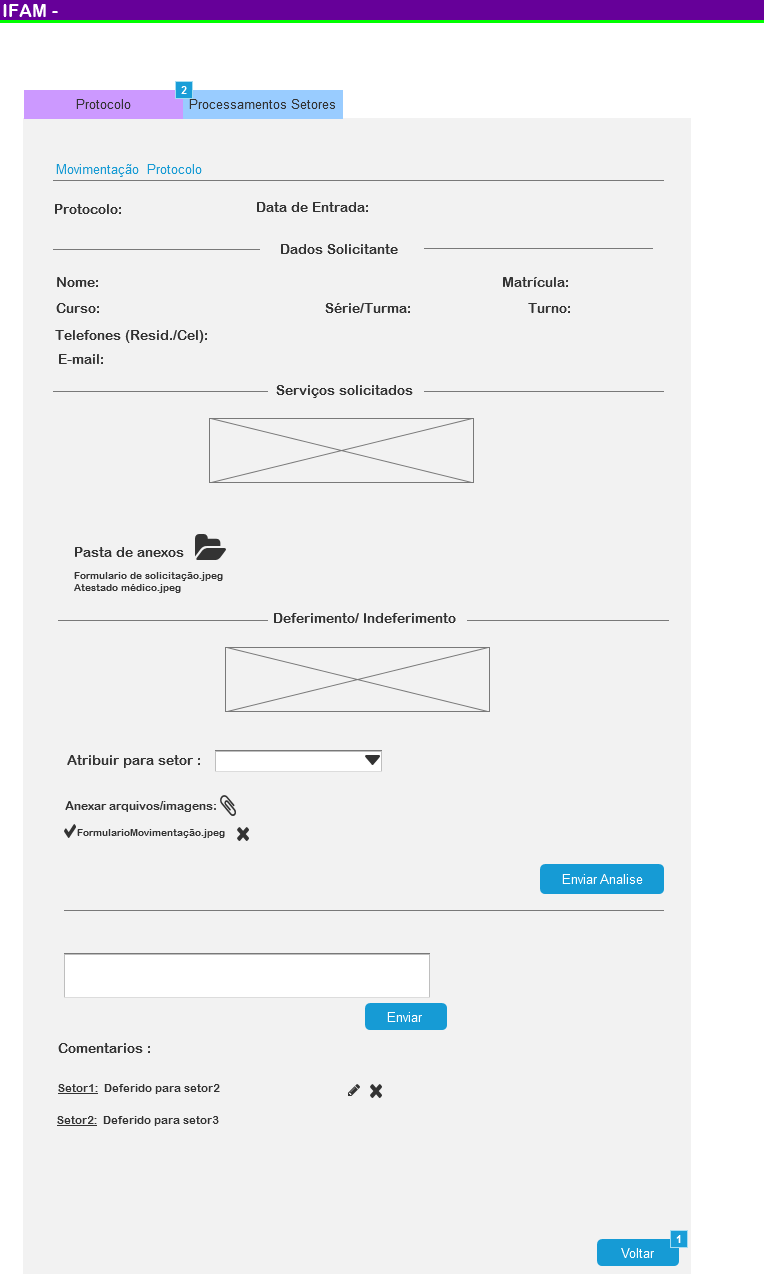 IFAM -
2
Protocolo
Processamentos Setores
Movimentação Protocolo
Protocolo:
Data de Entrada:
Dados Solicitante
Nome:
Matrícula:
Curso:
Série/Turma:
Turno:
Telefones (Resid./Cel):
E-mail:
Serviços solicitados
Pasta de anexos
Formulario de solicitação.jpeg
Atestado médico.jpeg
Deferimento/ Indeferimento
Atribuir para setor :
Anexar arquivos/imagens:
FormularioMovimentação.jpeg
Enviar Analise
Enviar
Comentarios :
Setor1: Deferido para setor2
Setor2: Deferido para setor3
1
Voltar